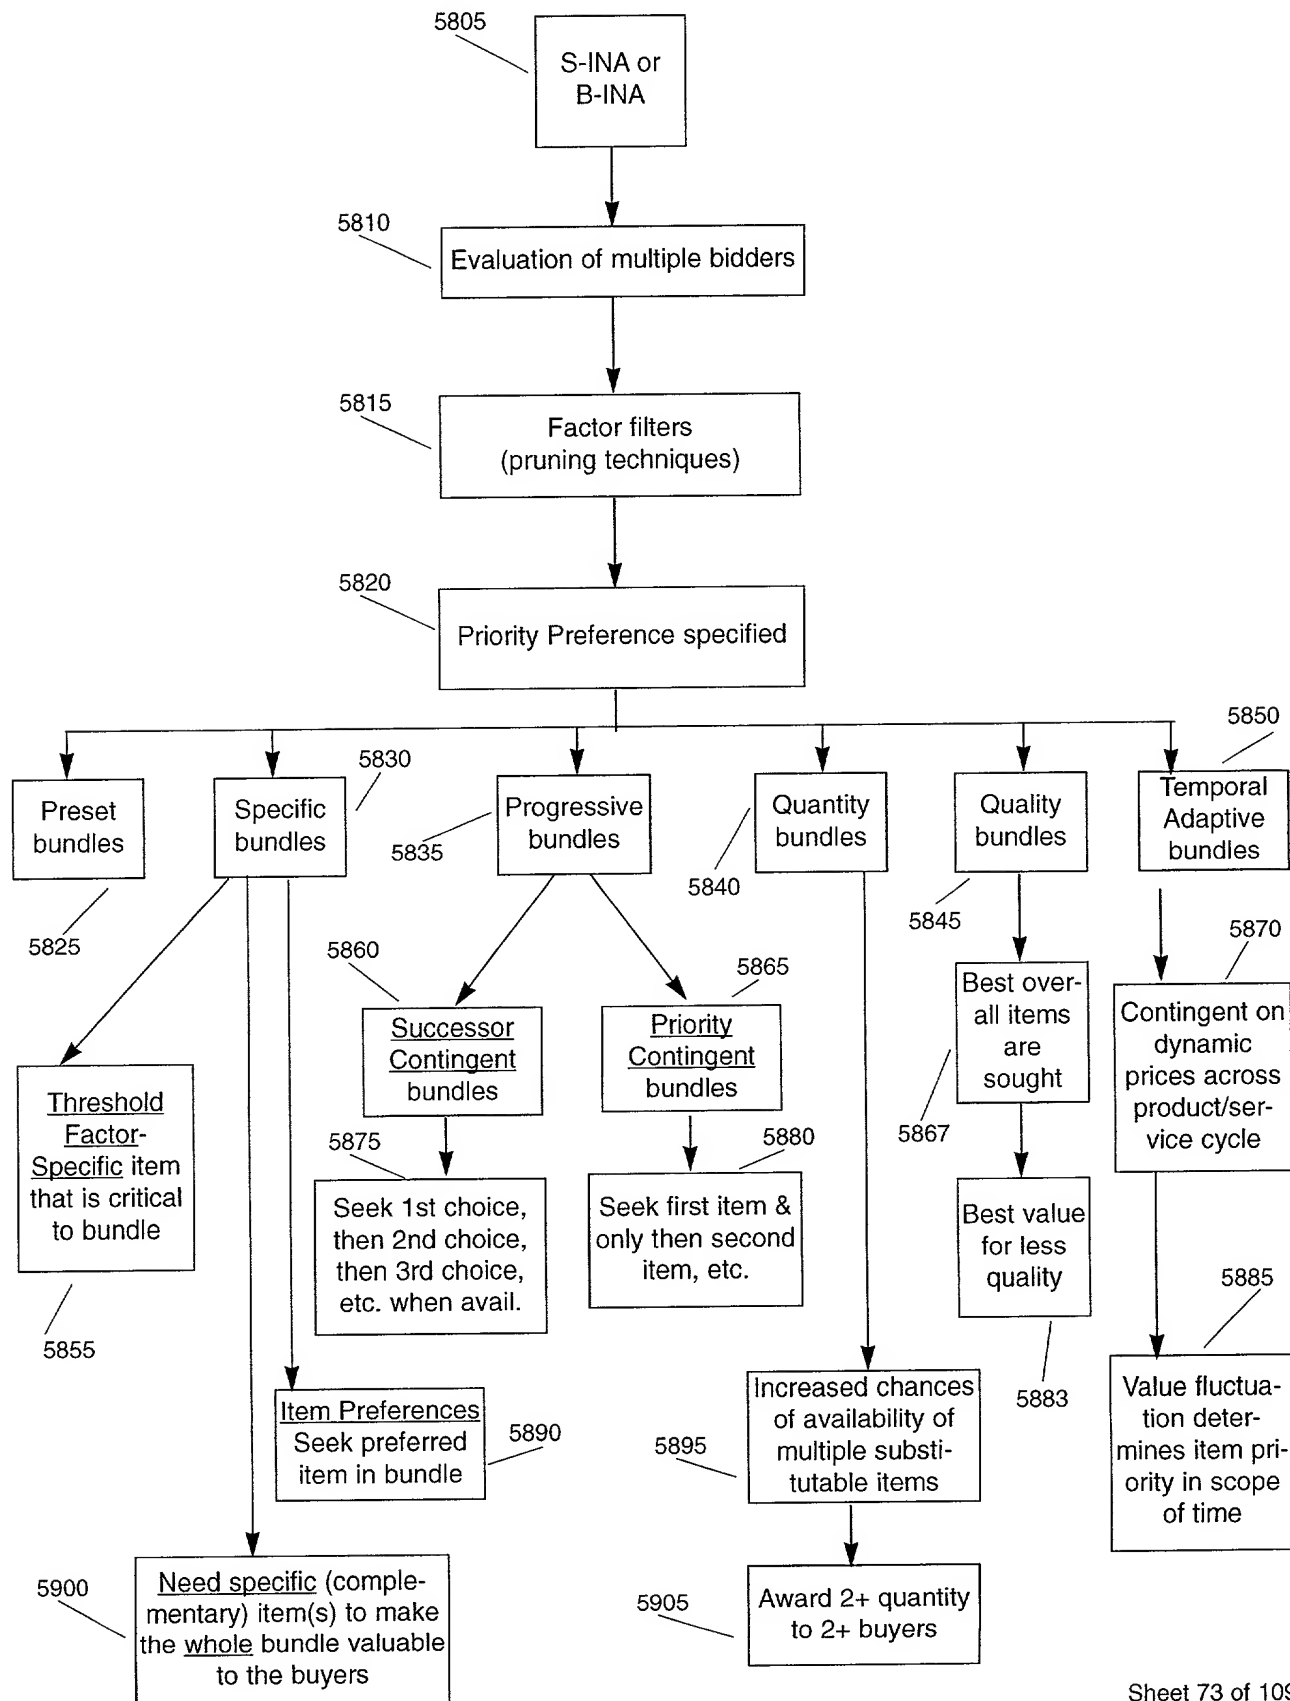 5805
S-INA or
B-INA
5810
Evaluation of multiple bidders
5815
Factor filters
(pruning techniques)
5820
Priority Preference specified
Preset
bundles
5825
Specific
bundles
5830
Progressive
bundles
5835
Quantity
bundles
5840
Quality
bundles
5845
Temporal
Adaptive
bundles
5850
Threshold
Factor-
Specific item
that is critical
to bundle
5855
5860
Successor
Contingent
bundles
5865
Priority
Contingent
bundles
Best over-
all items
are
sought
5867
5870
Contingent on
dynamic
prices across
product/ser-
vice cycle
5875
Seek 1st choice,
then 2nd choice,
then 3rd choice,
etc. when avail.
5880
Seek first item &
only then second
item, etc.
Best value
for less
quality
5883
5885
Value fluctua-
tion deter-
mines item pri-
ority in scope
of time
Item Preferences
Seek preferred
item in bundle
5890
5895
Increased chances
of availability of
multiple substi-
tutable items
5900
Need specific (comple-
mentary) item(s) to make
the whole bundle valuable
to the buyers
5905
Award 2+ quantity
to 2+ buyers
Sheet 73 of 109